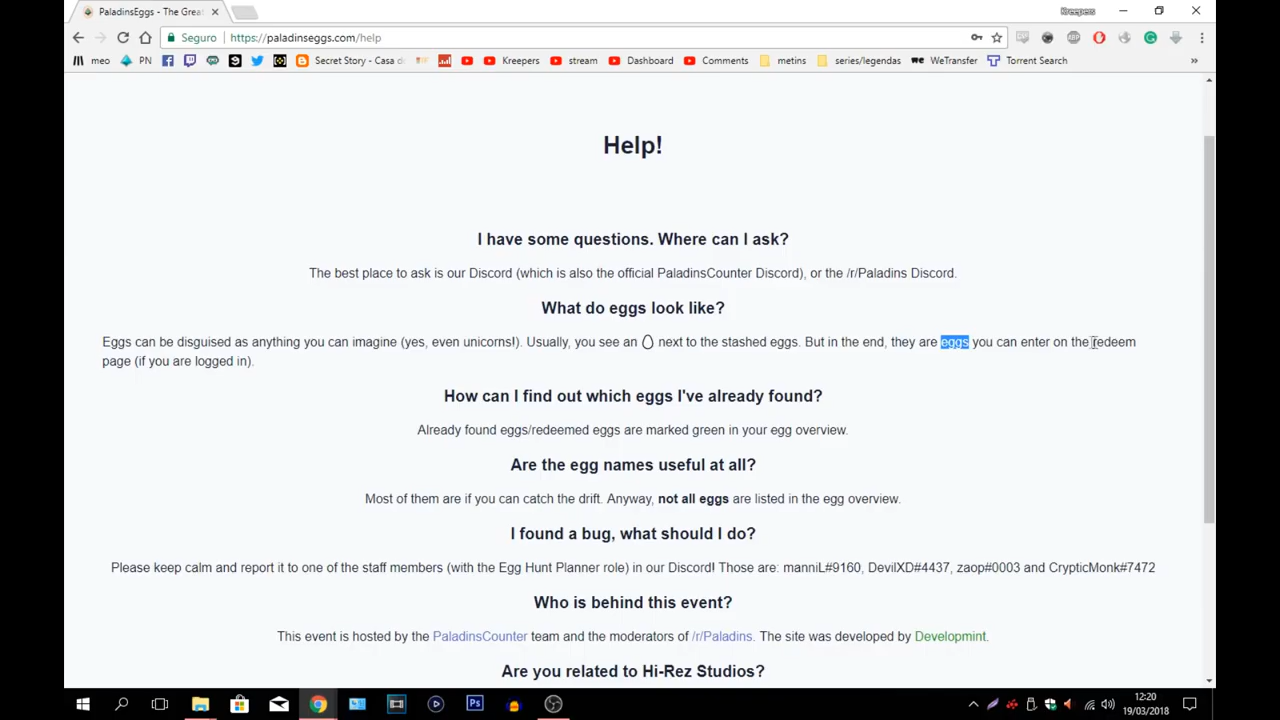 PaladinsEggs - The Grea
Kreepers
Seguro
https://paladinseggs.com/help
meo
PN
Secret Story - Casa d
Kreepers
stream
Dashboard
Comments
metins
series/legendas
we
WeTransfer
Torrent Search
»
Help!
I have some questions. Where can I ask?
The best place to ask is our Discord (which is also the official PaladinsCounter Discord), or the /r/Paladins Discord.
What do eggs look like?
Eggs can be disguised as anything you can imagine (yes, even unicorns!). Usually, you see an next to the stashed eggs. But in the end, they are eggs you can enter on the redeem
page (if you are logged in).
How can I find out which eggs I've already found?
Already found eggs/redeemed eggs are marked green in your egg overview.
Are the egg names useful at all?
Most of them are if you can catch the drift. Anyway, not all eggs are listed in the egg overview.
I found a bug, what should I do?
Please keep calm and report it to one of the staff members (with the Egg Hunt Planner role) in our Discord! Those are: manniL#9160, DevilXD#4437, zaop#0003 and CrypticMonk#7472
Who is behind this event?
This event is hosted by the PaladinsCounter team and the moderators of /r/Paladins. The site was developed by Developmint.
Are you related to Hi-Rez Studios?
Ps
12:20
19/03/2018